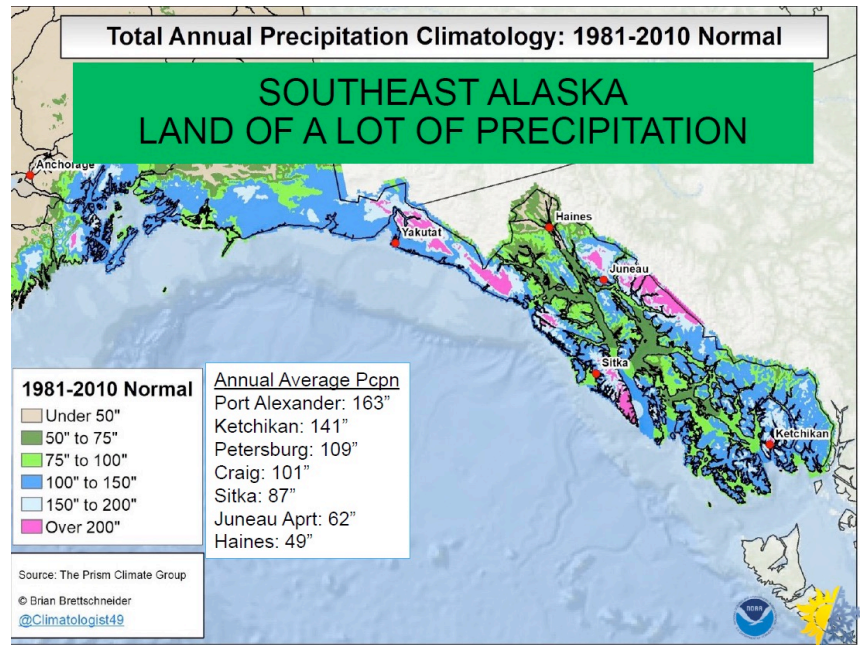 Total Annual Precipitation Climatology: 1981-2010 Normal
SOUTHEAST ALASKA
LAND OF A LOT OF PRECIPITATION
Anchorage
Yakutat
Haines
Juneau
Sitka
Ketchikan
1981-2010 Normal
Under 50"
50" to 75"
75" to 100"
100" to 150"
150" to 200"
Over 200"
Annual Average Pcpn
Port Alexander: 163”
Ketchikan: 141”
Petersburg: 109”
Craig: 101”
Sitka: 87”
Juneau Aprt: 62”
Haines: 49”
Source: The Prism Climate Group
© Brian Brettschneider
@Climatologist49
NOAA